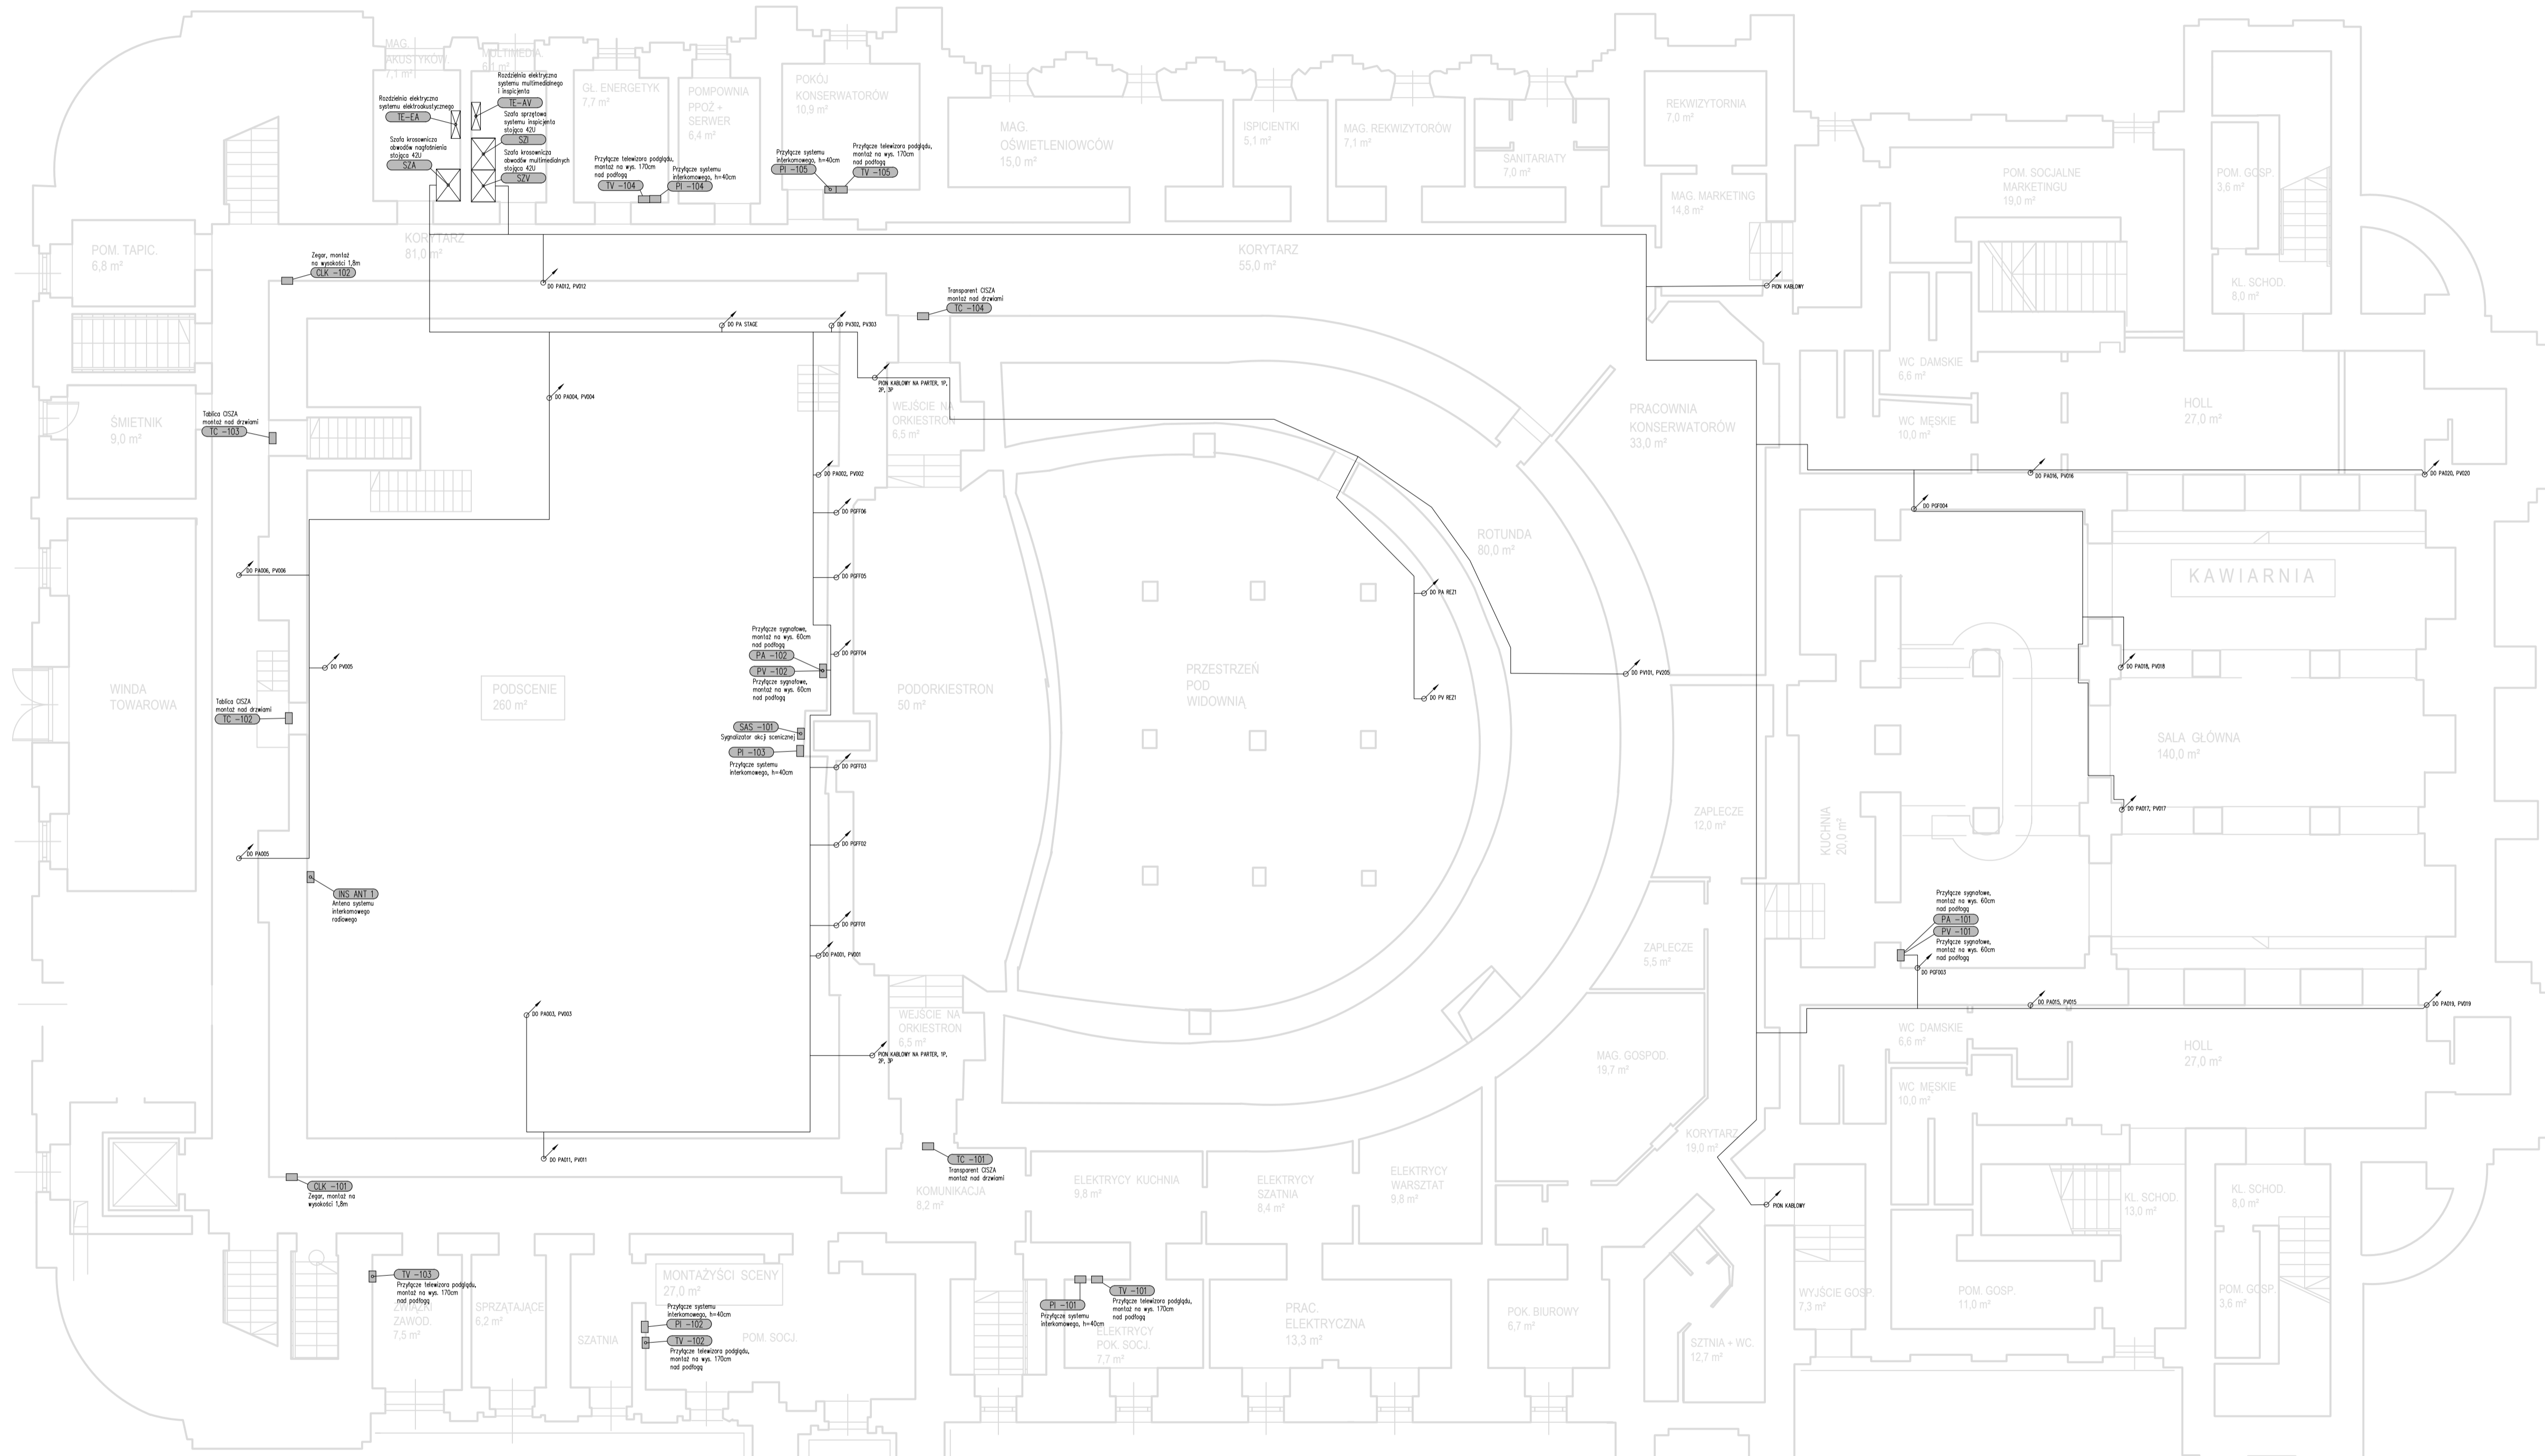 MAG.
AKUSTYKÓW.
7,1 m²
MULTIMEDIA.
6,1 m²
Rozdzielnia elektryczna
systemu multimedialnego
i inspicjenta
TE-AV
Rozdzielnia elektryczna
systemu elektroakustycznego
TE-EA
Szafa sprzętowa
systemu inspicjenta
stojąca 42U
SZI
Szafa krosownicza
obwodów nagłośnienia
stojąca 42U
SZA
Szafa krosownicza
obwodów multimedialnych
stojąca 42U
SZV
GL. ENERGETYK
7,7 m²
POMPOWNIA
PPOŻ +
SERWER
6,4 m²
Przyłącze telewizora podglądu,
montaż na wys. 170cm
nad podłogą
TV -104
Przyłącze systemu
interkomowego, h=40cm
PI -104
POKÓJ
KONSERWATORÓW
10,9 m²
Przyłącze systemu
interkomowego, h=40cm
PI -105
Przyłącze telewizora podglądu,
montaż na wys. 170cm
nad podłogą
TV -105
MAG.
OŚWIETLENIOWCÓW
15,0 m²
ISPICIENTKI
5,1 m²
MAG. REKWIZYTORÓW
7,1 m²
SANITARIATY
7,0 m²
REKWIZYTORNIA
7,0 m²
MAG. MARKETING
14,8 m²
POM. SOCJALNE
MARKETINGU
19,0 m²
POM. GOSP.
3,6 m²
KL. SCHOD.
8,0 m²
POM. TAPIC.
6,8 m²
KORYTARZ
81,0 m²
KORYTARZ
55,0 m²
Zegar, montaż
na wysokości 1,8m
CLK -102
DO PA012, PV012
PION KABLOWY
Transparent CISZA
montaż nad drzwiami
TC -104
DO PA STAGE
DO PV302, PV303
PION KABLOWY NA PARTER, 1P,
2P, 3P
DO PA004, PV004
WEJŚCIE NA
ORKIESTRON
6,5 m²
PRACOWNIA
KONSERWATORÓW
33,0 m²
WC DAMSKIE
6,6 m²
WC MĘSKIE
10,0 m²
HOLL
27,0 m²
ŚMIETNIK
9,0 m²
Tablica CISZA
montaż nad drzwiami
TC -103
DO PA002, PV002
DO PGFF06
DO PA016, PV016
DO PA020, PV020
DO PGF004
ROTUNDA
80,0 m²
DO PA006, PV006
DO PGFF05
DO PA REZ1
KAWIARNIA
Przyłącze sygnałowe,
montaż na wys. 60cm
nad podłogą
PA -102
PV -102
Przyłącze sygnałowe,
montaż na wys. 60cm
nad podłogą
DO PGFF04
DO PV005
PODSCENIE
260 m²
PODORKIESTRON
50 m²
PRZESTRZEŃ
POD
WIDOWNIĄ
DO PV101, PV205
DO PV REZ1
DO PA018, PV018
WINDA
TOWAROWA
Tablica CISZA
montaż nad drzwiami
TC -102
SAS -101
Sygnalizator akcji scenicznej
PI -103
Przyłącze systemu
interkomowego, h=40cm
DO PGFF03
SALA GŁÓWNA
140,0 m²
DO PA017, PV017
ZAPLECZE
12,0 m²
KUCHNIA
20,0 m²
DO PA005
DO PGFF02
INS ANT 1
Antena systemu
interkomowego
radiowego
DO PGFF01
DO PA001, PV001
ZAPLECZE
5,5 m²
Przyłącze sygnałowe,
montaż na wys. 60cm
nad podłogą
PA -101
PV -101
Przyłącze sygnałowe,
montaż na wys. 60cm
nad podłogą
DO PGF003
DO PA015, PV015
DO PA019, PV019
DO PA003, PV003
WEJŚCIE NA
ORKIESTRON
6,5 m²
PION KABLOWY NA PARTER, 1P,
2P, 3P
MAG. GOSPOD.
19,7 m²
WC DAMSKIE
6,6 m²
WC MĘSKIE
10,0 m²
HOLL
27,0 m²
KORYTARZ
19,0 m²
DO PA011, PV011
TC -101
Transparent CISZA
montaż nad drzwiami
CLK -101
Zegar, montaż na
wysokości 1,8m
KOMUNIKACJA
8,2 m²
ELEKTRYCY KUCHNIA
9,8 m²
ELEKTRYCY
SZATNIA
8,4 m²
ELEKTRYCY
WARSZTAT
9,8 m²
PION KABLOWY
KL. SCHOD.
13,0 m²
KL. SCHOD.
8,0 m²
TV -103
Przyłącze telewizora podglądu,
montaż na wys. 170cm
nad podłogą
ZWIĄZKI
ZAWOD.
7,5 m²
SPRZĄTAJĄCE
6,2 m²
SZATNIA
MONTAŻYŚCI SCENY
27,0 m²
Przyłącze systemu
interkomowego, h=40cm
PI -102
TV -102
Przyłącze telewizora podglądu,
montaż na wys. 170cm
nad podłogą
POM. SOCJ.
PI -101
Przyłącze systemu
interkomowego, h=40cm
TV -101
Przyłącze telewizora podglądu,
montaż na wys. 170cm
nad podłogą
ELEKTRYCY
POK. SOCJ.
7,7 m²
PRAC.
ELEKTRYCZNA
13,3 m²
POK. BIUROWY
6,7 m²
SZTNIA + WC.
12,7 m²
WYJŚCIE GOSP.
7,3 m²
POM. GOSP.
11,0 m²
POM. GOSP.
3,6 m²